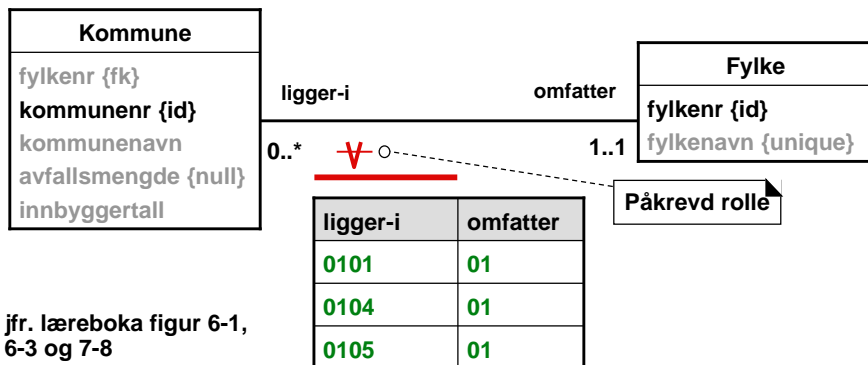 Kommune
fylkenr {fk}
kommunenr {id}
kommunenavn
avfallsmengde {null}
innbyggertall
ligger-i
omfatter
0..*
1..1
Fylke
fylkenr {id}
fylkenavn {unique}
Påkrevd rolle
ligger-i omfatter
0101 01
0104 01
0105 01
jfr. læreboka figur 6-1,
6-3 og 7-8